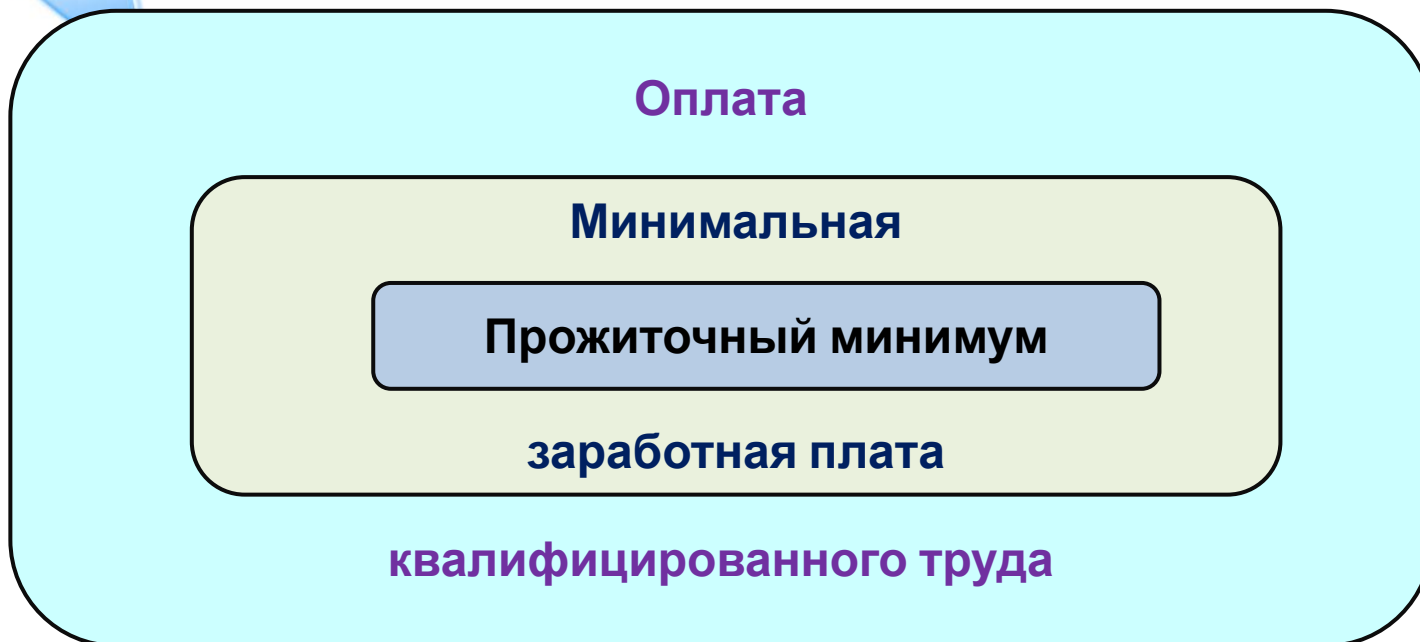 Оплата
Минимальная
Прожиточный минимум
заработная плата
квалифицированного труда